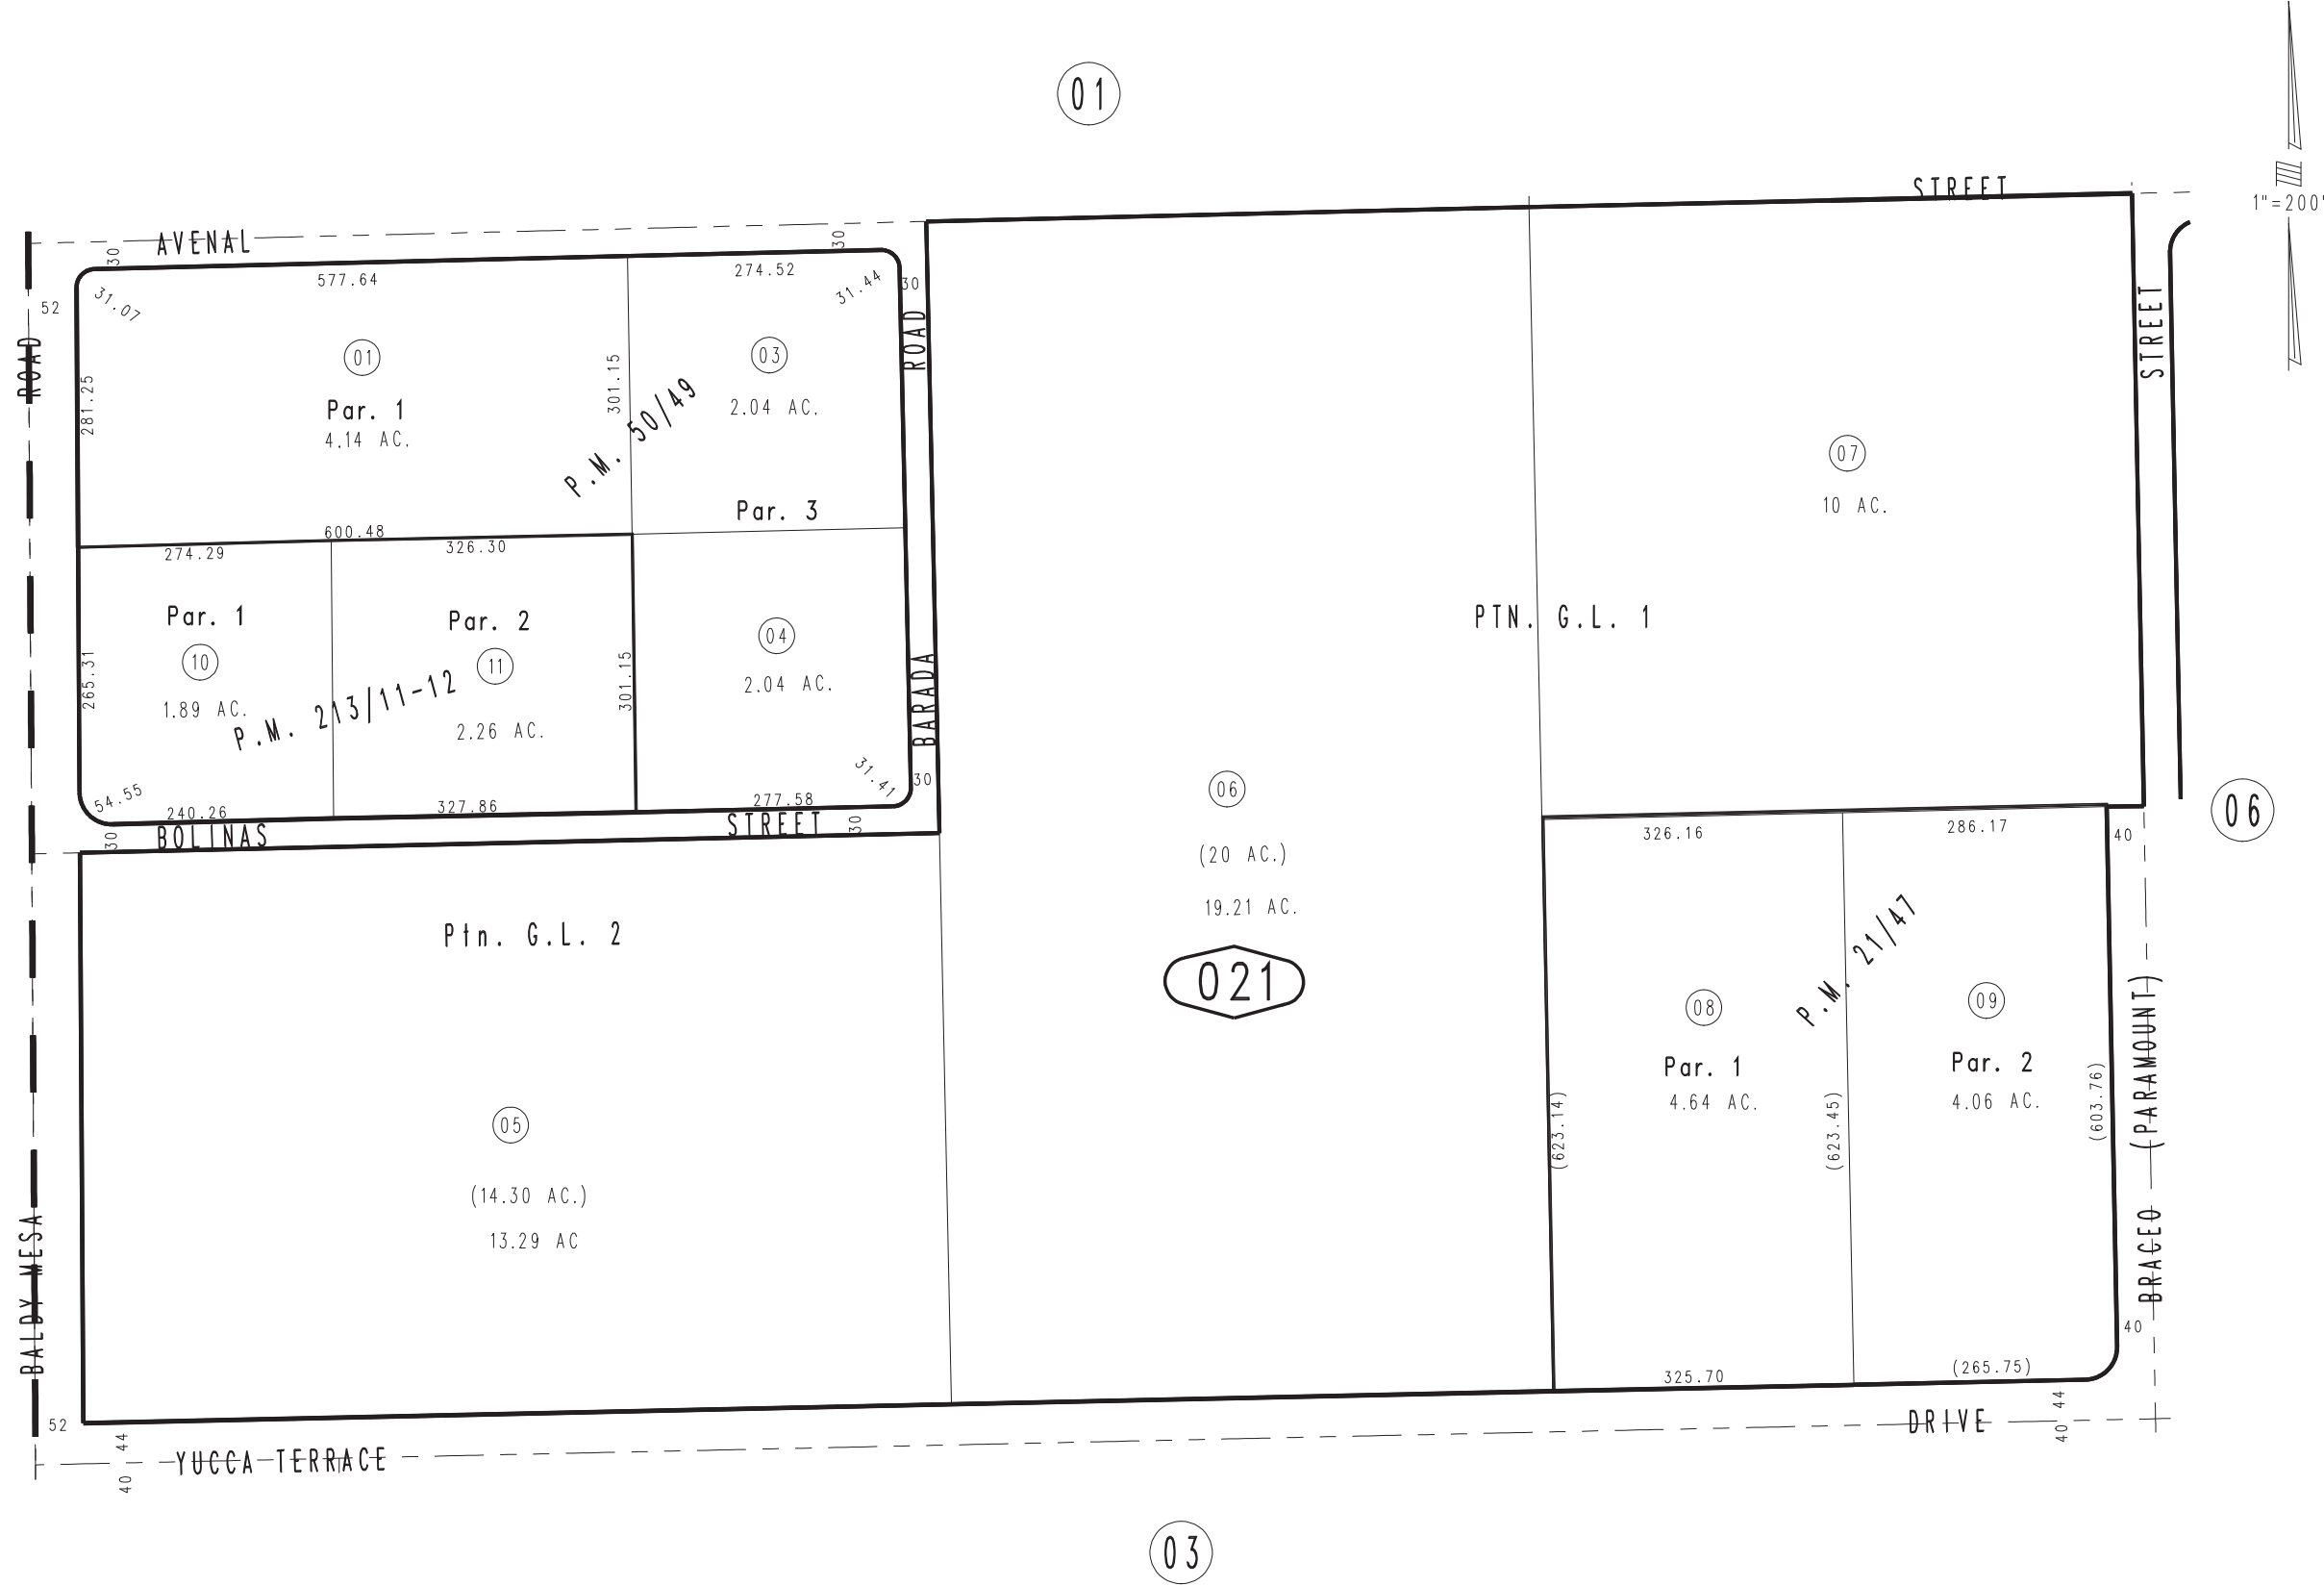 01
STREET
1"=200'
AVENAL
30
30
577.64
274.52
31.07
31.44
30
52
ROAD
ROAD
STREET
281.25
01
Par. 1
4.14 AC.
301.15
P.M. 50/49
03
2.04 AC.
Par. 3
07
10 AC.
600.48
274.29
326.30
Par. 1
10
1.89 AC.
265.31
Par. 2
11
2.26 AC.
P.M. 213/11-12
301.15
04
2.04 AC.
BARADA
PTN. G.L. 1
54.55
240.26
327.86
277.58
31.41
30
30
BOLINAS
STREET
30
06
(20 AC.)
19.21 AC.
021
06
326.16
286.17
40
Ptn. G.L. 2
P.M. 21/47
08
Par. 1
4.64 AC.
09
Par. 2
4.06 AC.
(623.14)
(623.45)
(603.76)
(PARAMOUNT)
BRACEO
05
(14.30 AC.)
13.29 AC
BALDY MESA
40
325.70
(265.75)
52
44
40
YUCCA TERRACE
DRIVE
44
40
03